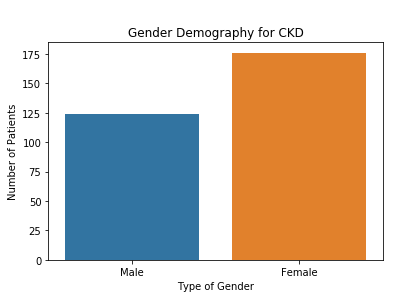 Gender Demography for CKD
175
150
125
100
75
50
25
0
Number of Patients
Male Female
Type of Gender